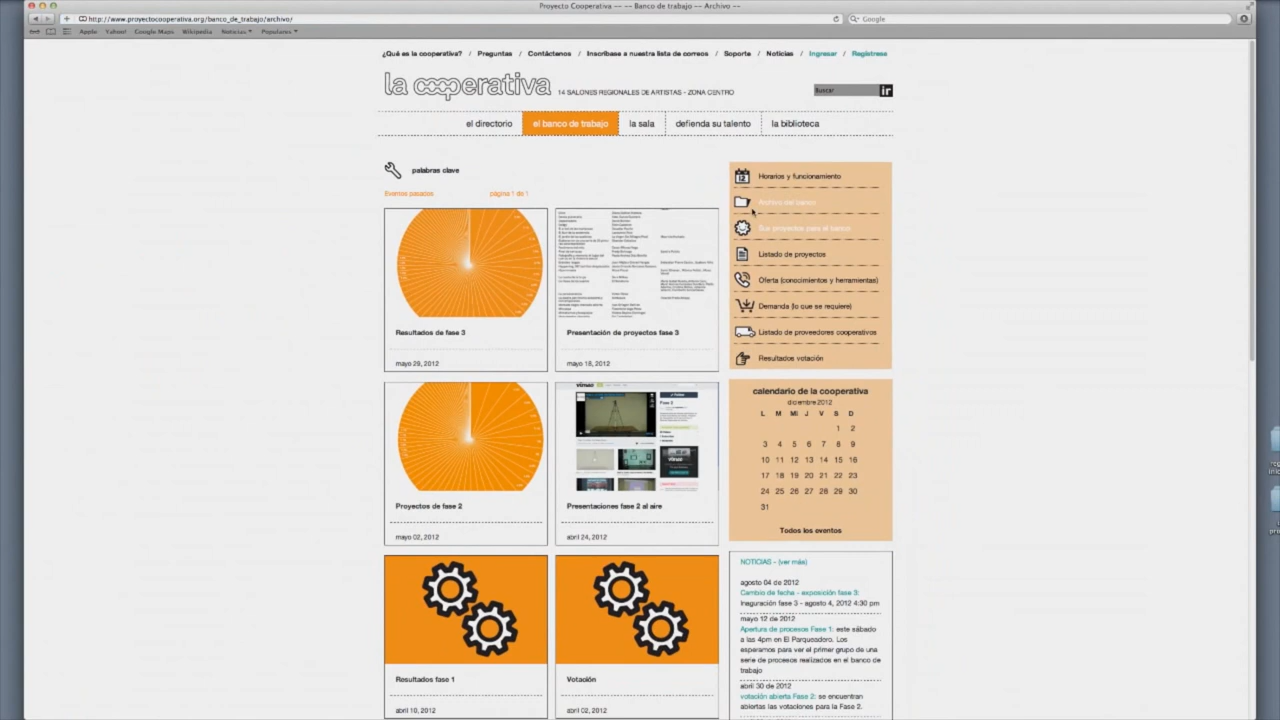 Proyecto Cooperativa -- -- Banco de trabajo -- Archivo --
http://www.proyectocooperativa.org/banco_de_trabajo/archivo/
Google
Apple Yahoo! Google Maps Wikipedia Noticias Populares
¿Qué es la cooperativa? / Preguntas / Contáctenos / Inscríbase a nuestra lista de correos / Soporte / Noticias / Ingresar / Regístrese
la cooperativa 14 SALONES REGIONALES DE ARTISTAS - ZONA CENTRO
Buscar ir
el directorio
el banco de trabajo
la sala
defienda su talento
la biblioteca
palabras clave
Eventos pasados página 1 de 1
Resultados de fase 3
mayo 29, 2012
Presentación de proyectos fase 3
mayo 18, 2012
Proyectos de fase 2
mayo 02, 2012
vimeo
Fase 2
Presentaciones fase 2 al aire
abril 24, 2012
Resultados fase 1
abril 10, 2012
Votación
abril 02, 2012
12
Horarios y funcionamiento
Archivo del banco
Sus proyectos para el banco
Listado de proyectos
Oferta (conocimientos y herramientas)
Demanda (lo que se requiere)
Listado de proveedores cooperativos
Resultados votación
calendario de la cooperativa
diciembre 2012
L M Mi J V S D
1 2
3 4 5 6 7 8 9
10 11 12 13 14 15 16
17 18 19 20 21 22 23
24 25 26 27 28 29 30
31
Todos los eventos
NOTICIAS - (ver más)
agosto 04 de 2012
Cambio de fecha - exposición fase 3:
Inaguración fase 3 - agosto 4, 2012 4:30 pm
mayo 12 de 2012
Apertura de procesos Fase 1: este sábado
a las 4pm en El Parqueadero. Los
esperamos para ver el primer grupo de una
serie de procesos realizados en el banco de
trabajo
abril 30 de 2012
votación abierta Fase 2: se encuentran
abiertas las votaciones para la Fase 2.